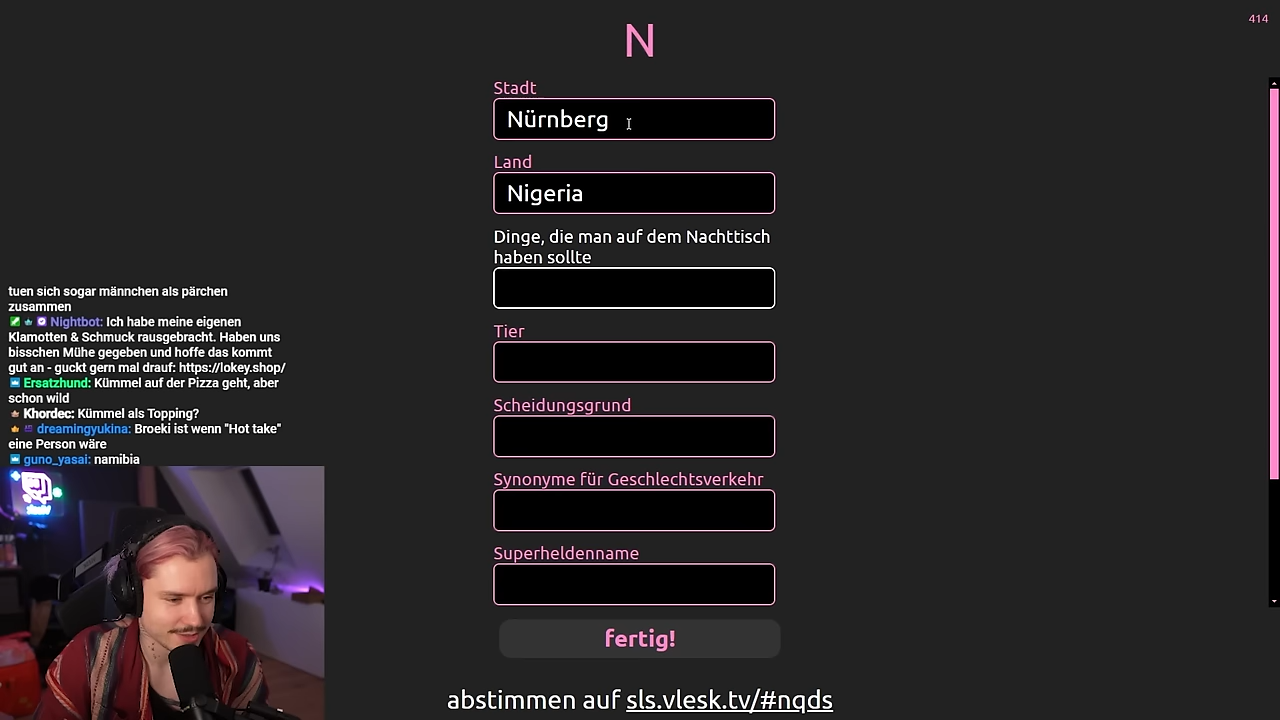 414
N
Stadt
Nürnberg
Land
Nigeria
Dinge, die man auf dem Nachttisch
haben sollte
Tier
Scheidungsgrund
Synonyme für Geschlechtsverkehr
Superheldenname
fertig!
abstimmen auf sls.vlesk.tv/#nqds
tuen sich sogar männchen als pärchen
zusammen
Nightbot: Ich habe meine eigenen
Klamotten & Schmuck rausgebracht. Haben uns
bisschen Mühe gegeben und hoffe das kommt
gut an - guckt gern mal drauf: https://lokey.shop/
Ersatzhund: Kümmel auf der Pizza geht, aber
schon wild
Khordec: Kümmel als Topping?
dreamingyukina: Broeki ist wenn "Hot take"
eine Person wäre
guno_yasai: namibia